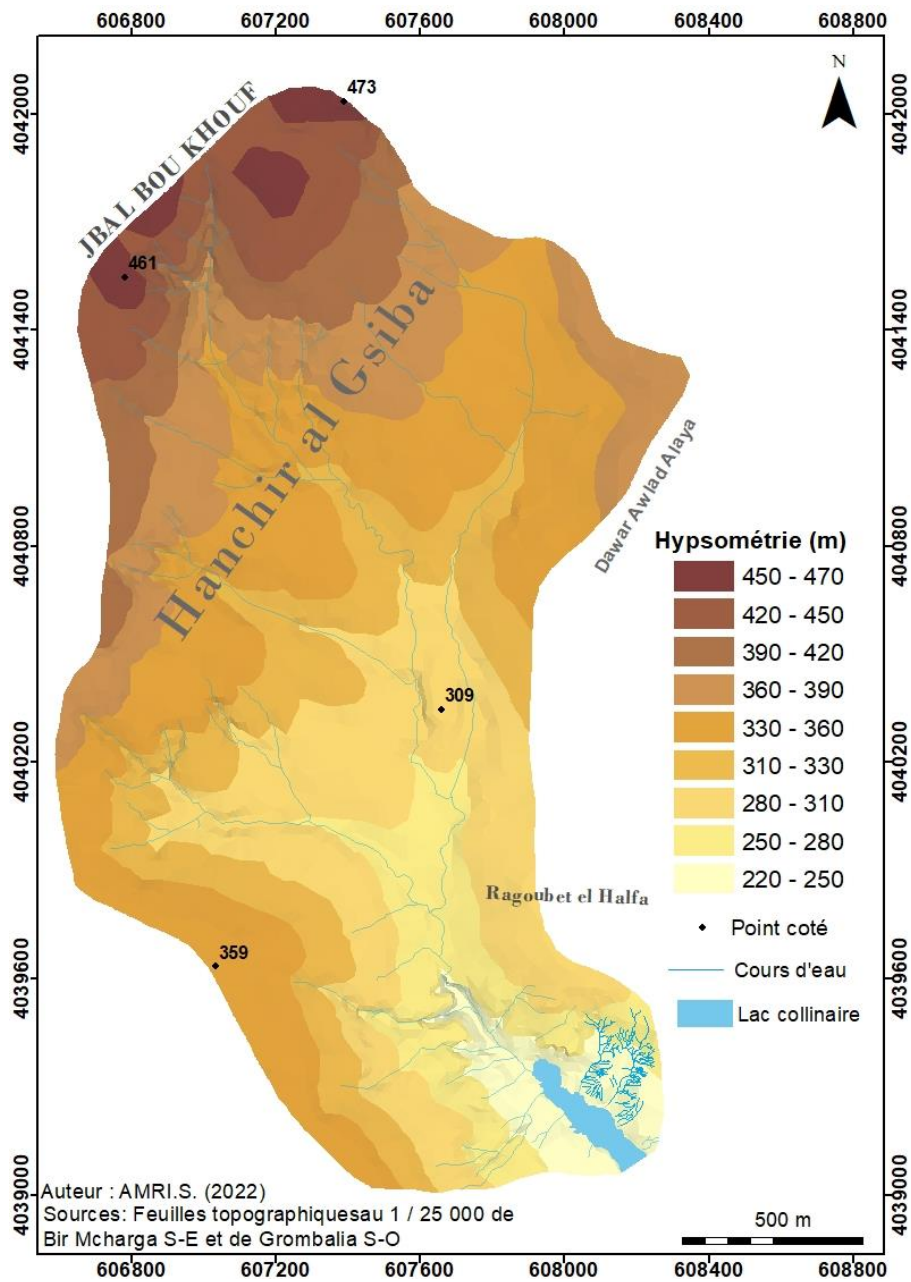 606800 607200 607600 608000 608400 608800
4042000
4041400
4040800
4040200
4039600
4039000
N
473
JBAL BOU KHOUF
461
Hanchir al Gsiba
Dawar Awlad Alaya
309
Ragoubet el Halfa
359
Hypsométrie (m)
450 - 470
420 - 450
390 - 420
360 - 390
330 - 360
310 - 330
280 - 310
250 - 280
220 - 250
Point coté
Cours d'eau
Lac collinaire
4042000
4041400
4040800
4040200
4039600
4039000
Auteur : AMRI.S. (2022)
Sources: Feuilles topographiquesau 1 / 25 000 de
Bir Mcharga S-E et de Grombalia S-O
500 m
606800 607200 607600 608000 608400 608800